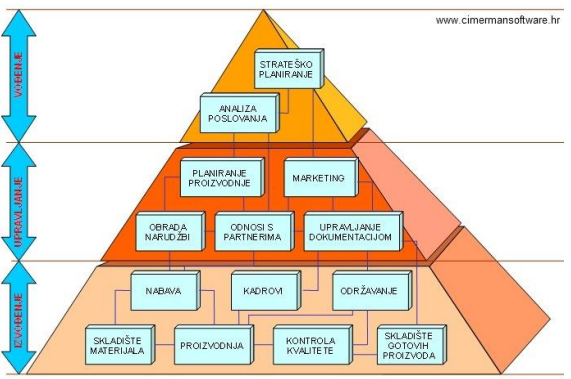 www.cimermansoftware.hr
VOĐENJE
STRATEŠKO
PLANIRANJE
ANALIZA
POSLOVANJA
UPRAVLJANJE
PLANIRANJE
PROIZVODNJE
MARKETING
OBRADA
NARUDŽBI
ODNOSI S
PARTNERIMA
UPRAVLJANJE
DOKUMENTACIJOM
IZVOĐENJE
NABAVA
KADROVI
ODRŽAVANJE
SKLADIŠTE
MATERIJALA
PROIZVODNJA
KONTROLA
KVALITETE
SKLADIŠTE
GOTOVIH
PROIZVODA